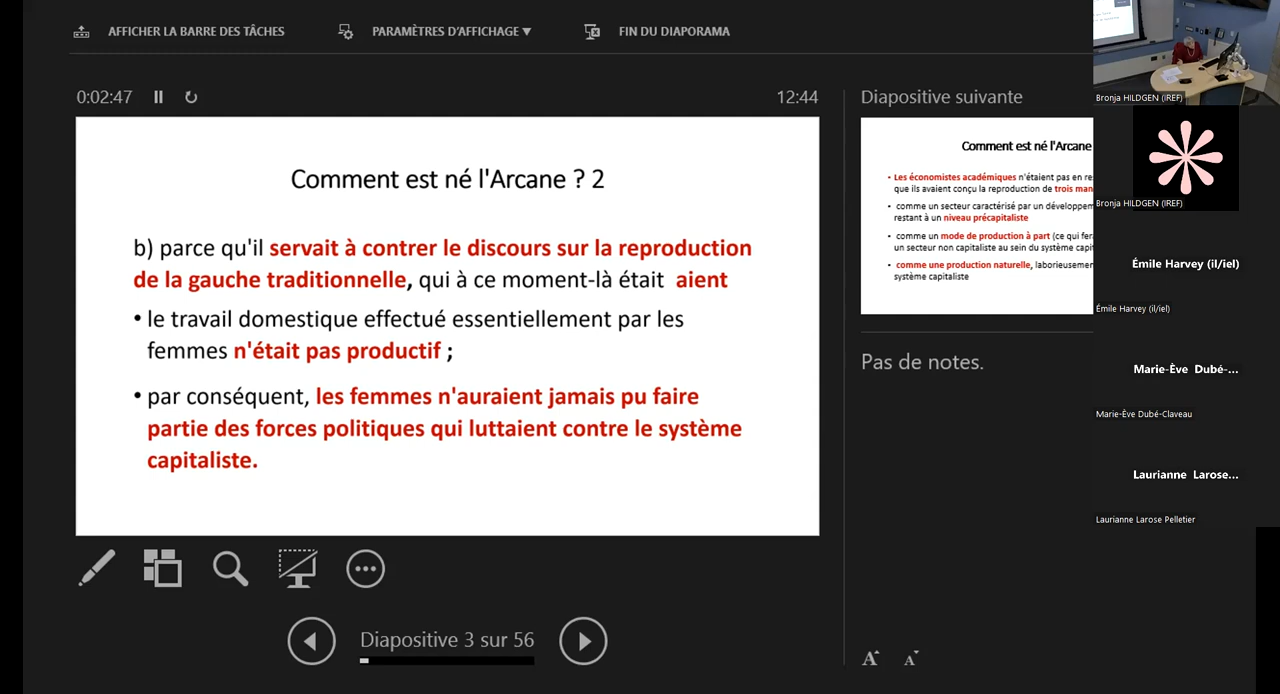 AFFICHER LA BARRE DES TÂCHES
PARAMÈTRES D'AFFICHAGE ▼
FIN DU DIAPORAMA
0:02:47
12:44
Comment est né l'Arcane ? 2
b) parce qu'il servait à contrer le discours sur la reproduction
de la gauche traditionnelle, qui à ce moment-là était aient
• le travail domestique effectué essentiellement par les
femmes n'était pas productif ;
• par conséquent, les femmes n'auraient jamais pu faire
partie des forces politiques qui luttaient contre le système
capitaliste.
Diapositive 3 sur 56
Diapositive suivante
Comment est né l'Arcane
• Les économistes académiques n'étaient pas en re
que ils avaient conçu la reproduction de trois man
• comme un secteur caractérisé par un développem
restant à un niveau précapitaliste
• comme un mode de production à part (ce qui fer
un secteur non capitaliste au sein du système capit
• comme une production naturelle, laborieusemen
système capitaliste
Pas de notes.
A A
Bronja HILDGEN (iREF)
Bronja HILDGEN (IREF)
Émile Harvey (il/iel)
Émile Harvey (il/iel)
Marie-Ève Dubé-...
Marie-Ève Dubé-Claveau
Laurianne Larose...
Laurianne Larose Pelletier